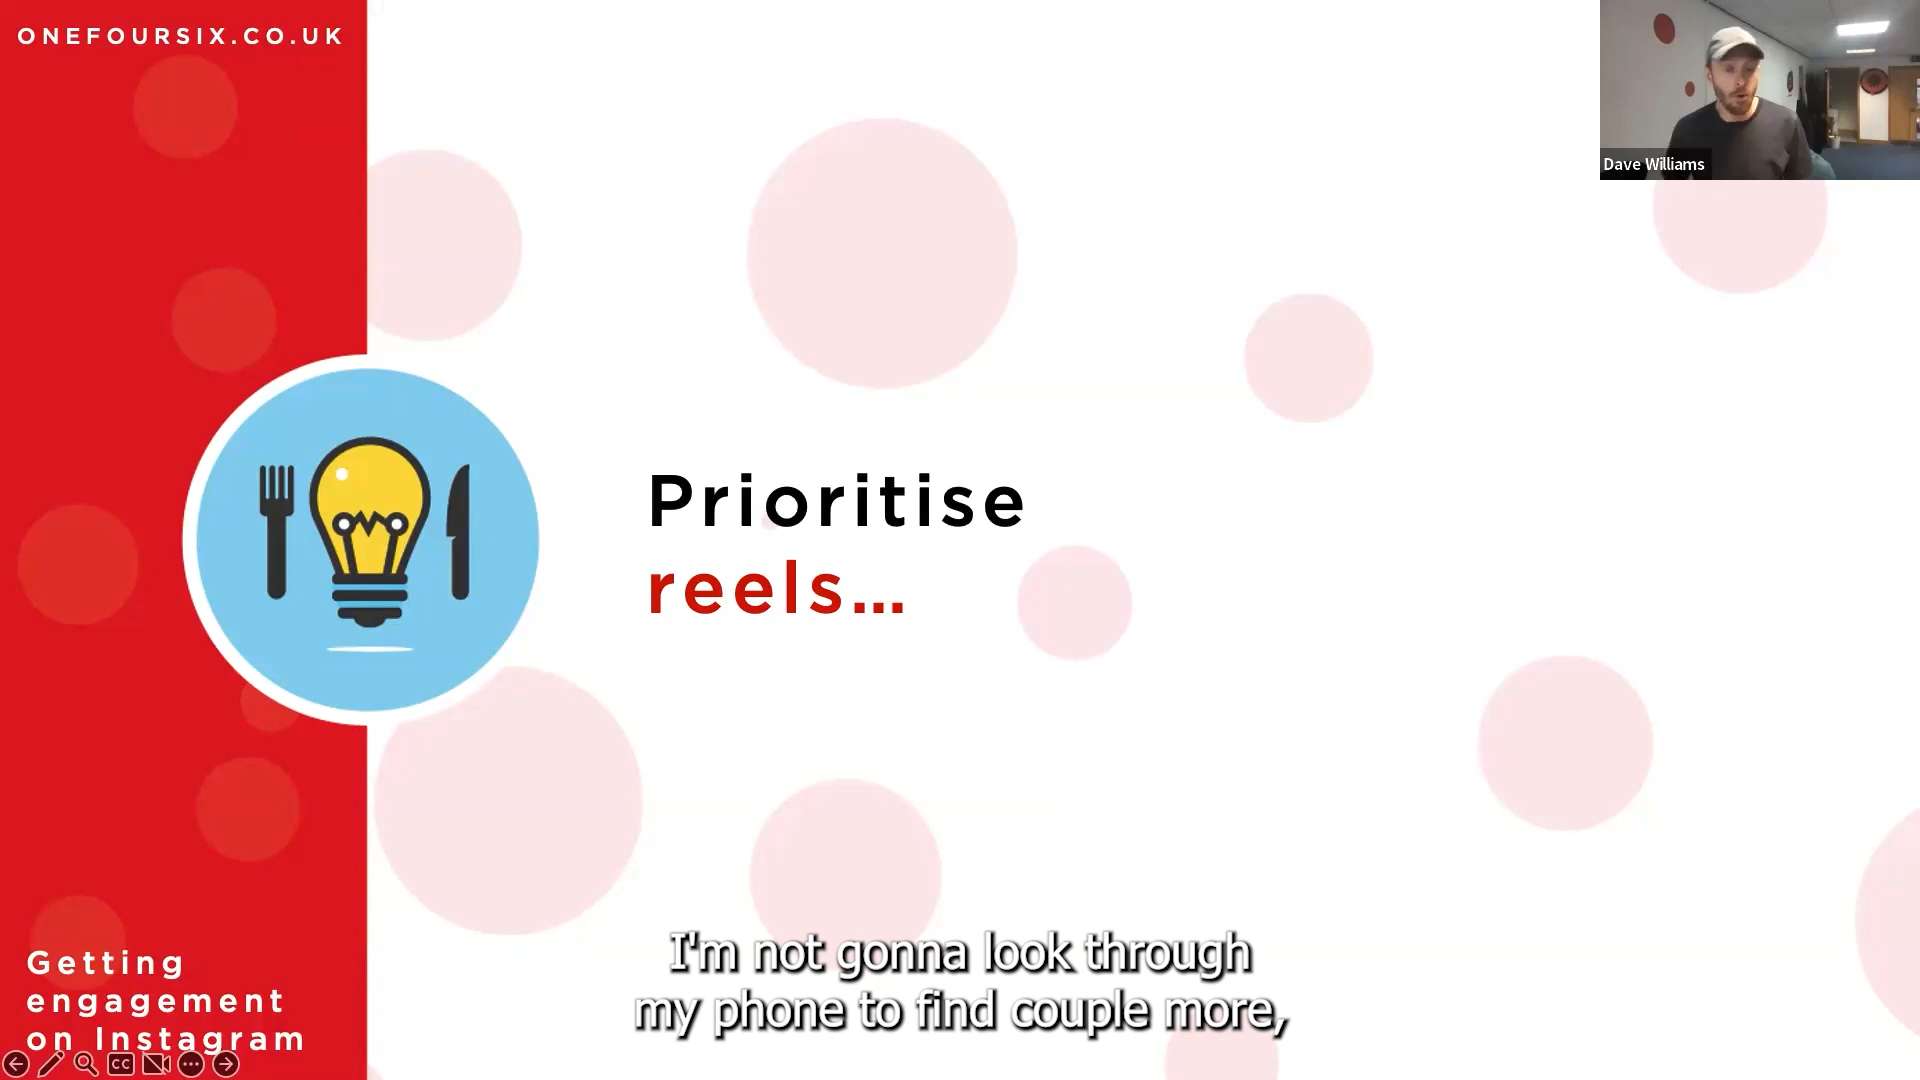 ONEFOURSIX.CO.UK
Dave Williams
Prioritise
reels...
Getting
engagement
on Instagram
CC
I'm not gonna look through
my phone to find couple more,